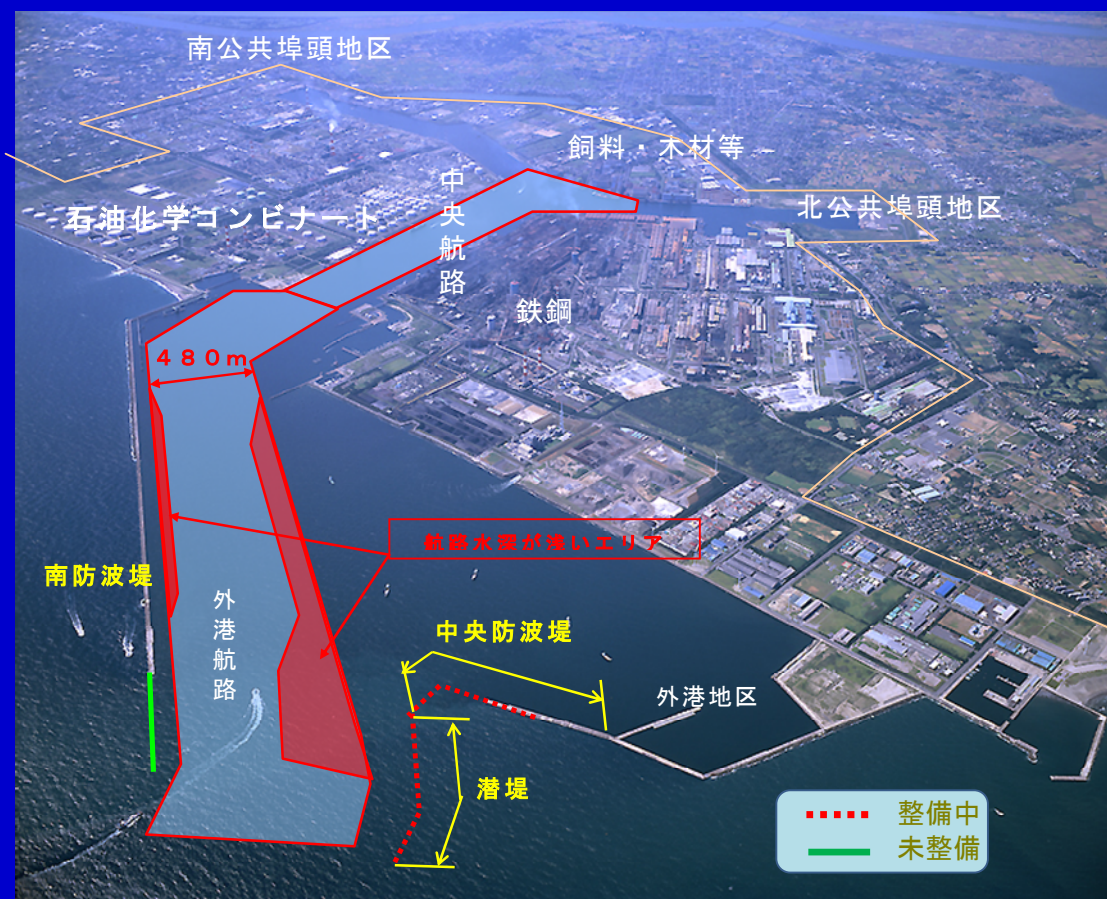 南公共埠頭地区
飼料・木材等
中央航路
北公共埠頭地区
石油化学コンビナート
鉄鋼
480m
航路水深が浅いエリア
南防波堤
外港航路
中央防波堤
外港地区
潜堤
整備中
未整備